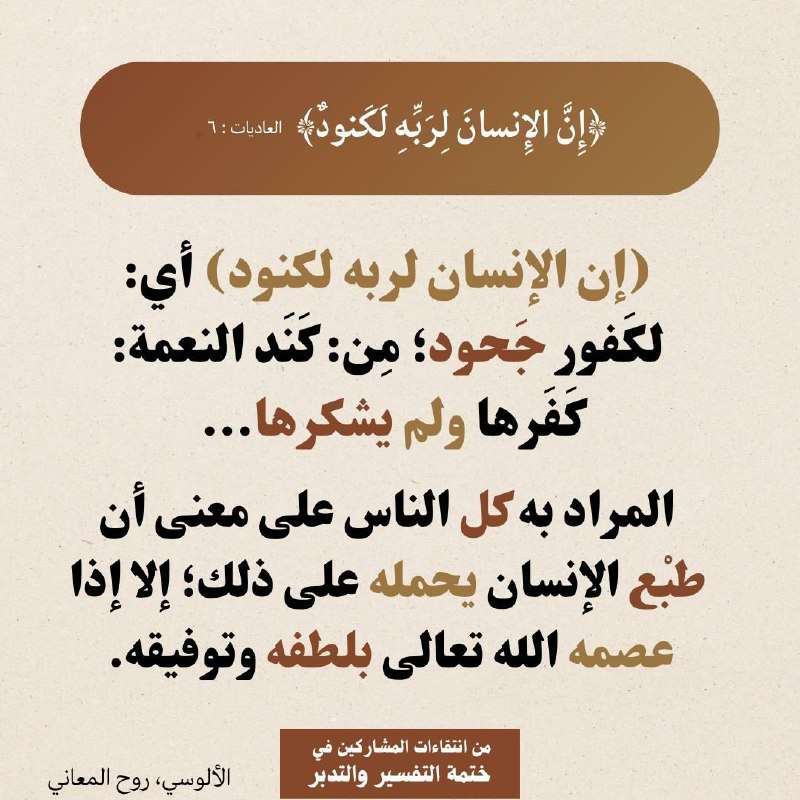 ﴿إِنَّ الإِنسانَ لِرَبِّهِ لَكَنودٌ﴾ العاديات : ٦
(إن الإنسان لربه لكنود) أي:
لكَفور جَحود؛ مِن: كَنَد النعمة:
كَفَرها ولم يشكرها...
المراد به كل الناس على معنى أن
طبْع الإنسان يحمله على ذلك؛ إلا إذا
عصمه الله تعالى بلطفه وتوفيقه.
من انتقاءات المشاركين في
ختمة التفسير والتدبر
الألوسي، روح المعاني